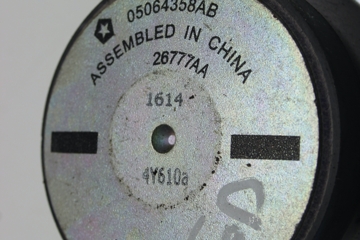 05064358AB
ASSEMBLED IN CHINA
26777AA
1614
4Y610a